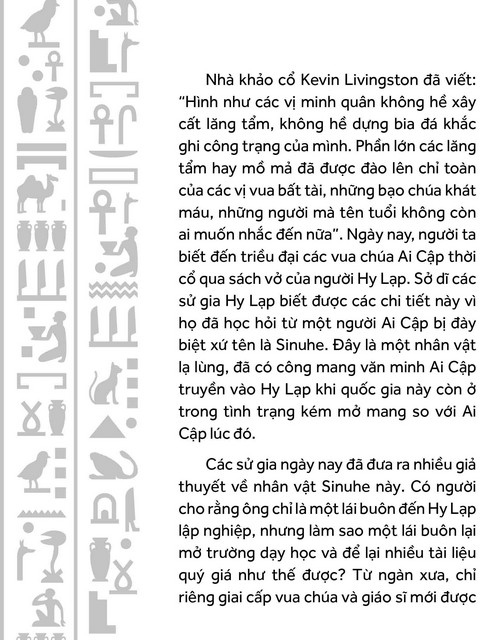 Nhà khảo cổ Kevin Livingston đã viết:
“Hình như các vị minh quân không hề xây
cất lăng tẩm, không hề dựng bia đá khắc
ghi công trạng của mình. Phần lớn các lăng
tẩm hay mồ mả đã được đào lên chỉ toàn
của các vị vua bất tài, những bạo chúa khát
máu, những người mà tên tuổi không còn
ai muốn nhắc đến nữa”. Ngày nay, người ta
biết đến triều đại các vua chúa Ai Cập thời
cổ qua sách vở của người Hy Lạp. Sở dĩ các
sử gia Hy Lạp biết được các chi tiết này vì
họ đã học hỏi từ một người Ai Cập bị đày
biệt xứ tên là Sinuhe. Đây là một nhân vật
lạ lùng, đã có công mang văn minh Ai Cập
truyền vào Hy Lạp khi quốc gia này còn ở
trong tình trạng kém mở mang so với Ai
Cập lúc đó.
Các sử gia ngày nay đã đưa ra nhiều giả
thuyết về nhân vật Sinuhe này. Có người
cho rằng ông chỉ là một lái buôn đến Hy Lạp
lập nghiệp, nhưng làm sao một lái buôn lại
mở trường dạy học và để lại nhiều tài liệu
quý giá như thế được? Từ ngàn xưa, chỉ
riêng giai cấp vua chúa và giáo sĩ mới được